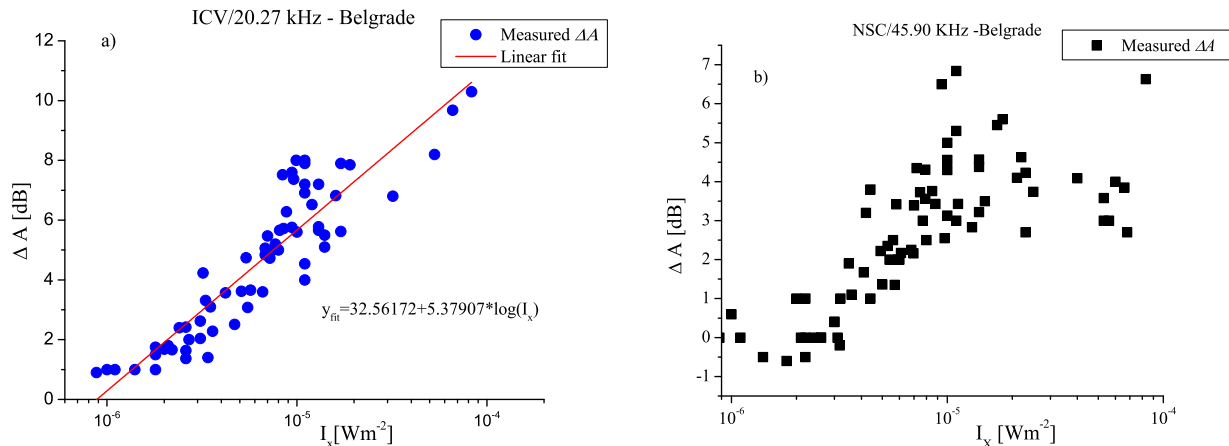 ICV/20.27 kHz - Belgrade
a)
Measured ΔA
Linear fit
12
10
8
6
4
2
0
Δ A [dB]
y_fit=32.56172+5.37907*log(I_x)
10^-6
10^-5
10^-4
I_x[Wm^-2]
NSC/45.90 KHz -Belgrade
b)
Measured ΔA
7
6
5
4
3
2
1
0
-1
Δ A [dB]
10^-6
10^-5
10^-4
I_X [Wm^-2]